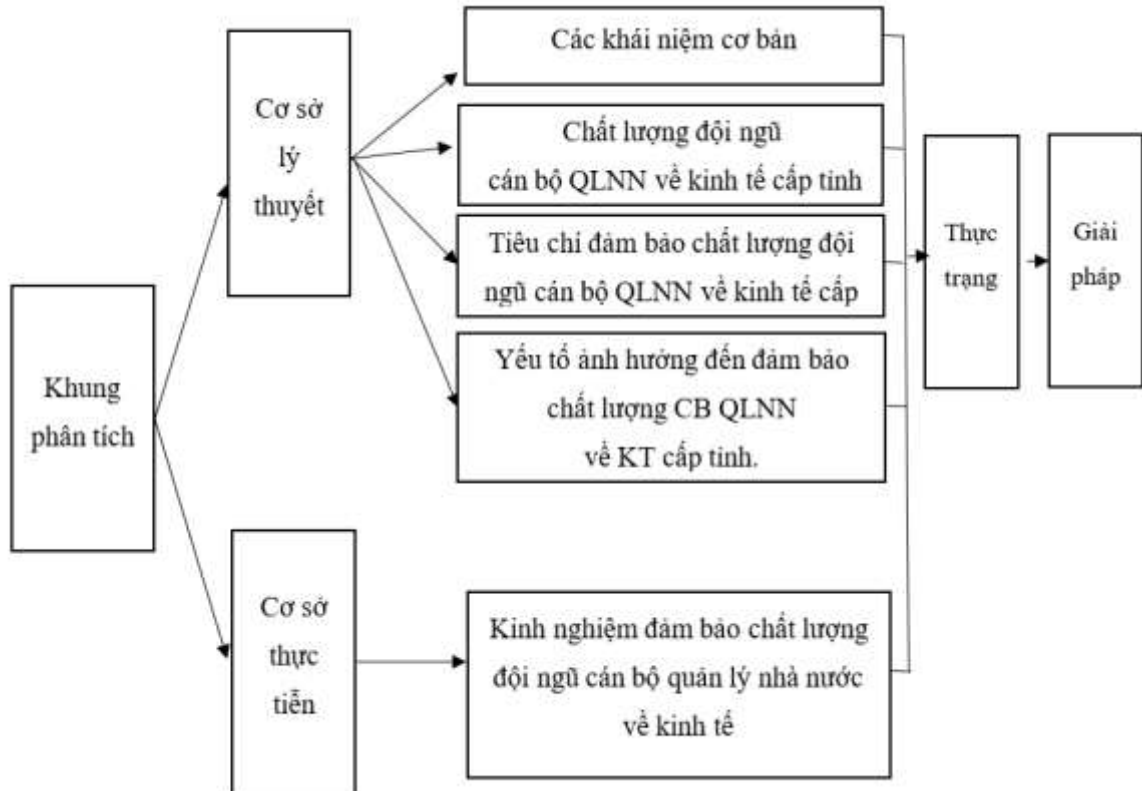 Khung
phân tích
Cơ sở
lý
thuyết
Các khái niệm cơ bản
Chất lượng đội ngũ
cán bộ QLNN về kinh tế cấp tỉnh
Tiêu chí đảm bảo chất lượng đội
ngũ cán bộ QLNN về kinh tế cấp
Yếu tố ảnh hưởng đến đảm bảo
chất lượng CB QLNN
về KT cấp tỉnh.
Cơ sở
thực
tiễn
Kinh nghiệm đảm bảo chất lượng
đội ngũ cán bộ quản lý nhà nước
về kinh tế
Thực
trạng
Giải
pháp